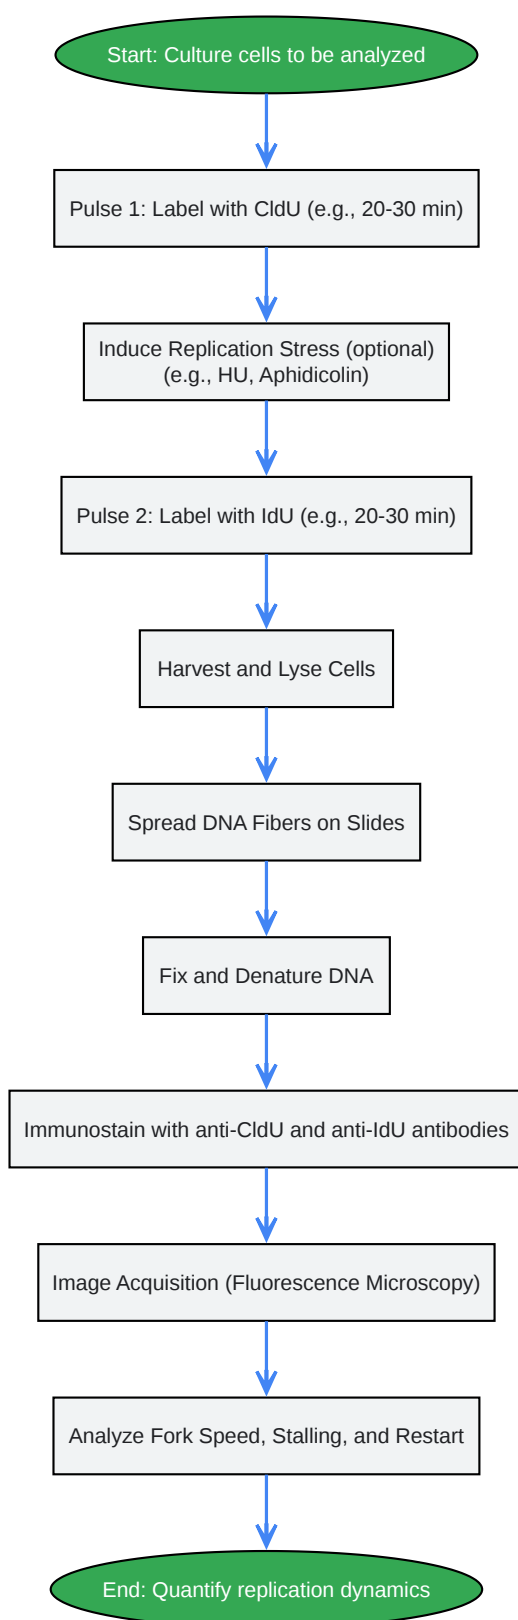 Start: Culture cells to be analyzed
Pulse 1: Label with CldU (e.g., 20-30 min)
Induce Replication Stress (optional)
(e.g., HU, Aphidicolin)
Pulse 2: Label with IdU (e.g., 20-30 min)
Harvest and Lyse Cells
Spread DNA Fibers on Slides
Fix and Denature DNA
Immunostain with anti-CldU and anti-IdU antibodies
Image Acquisition (Fluorescence Microscopy)
Analyze Fork Speed, Stalling, and Restart
End: Quantify replication dynamics